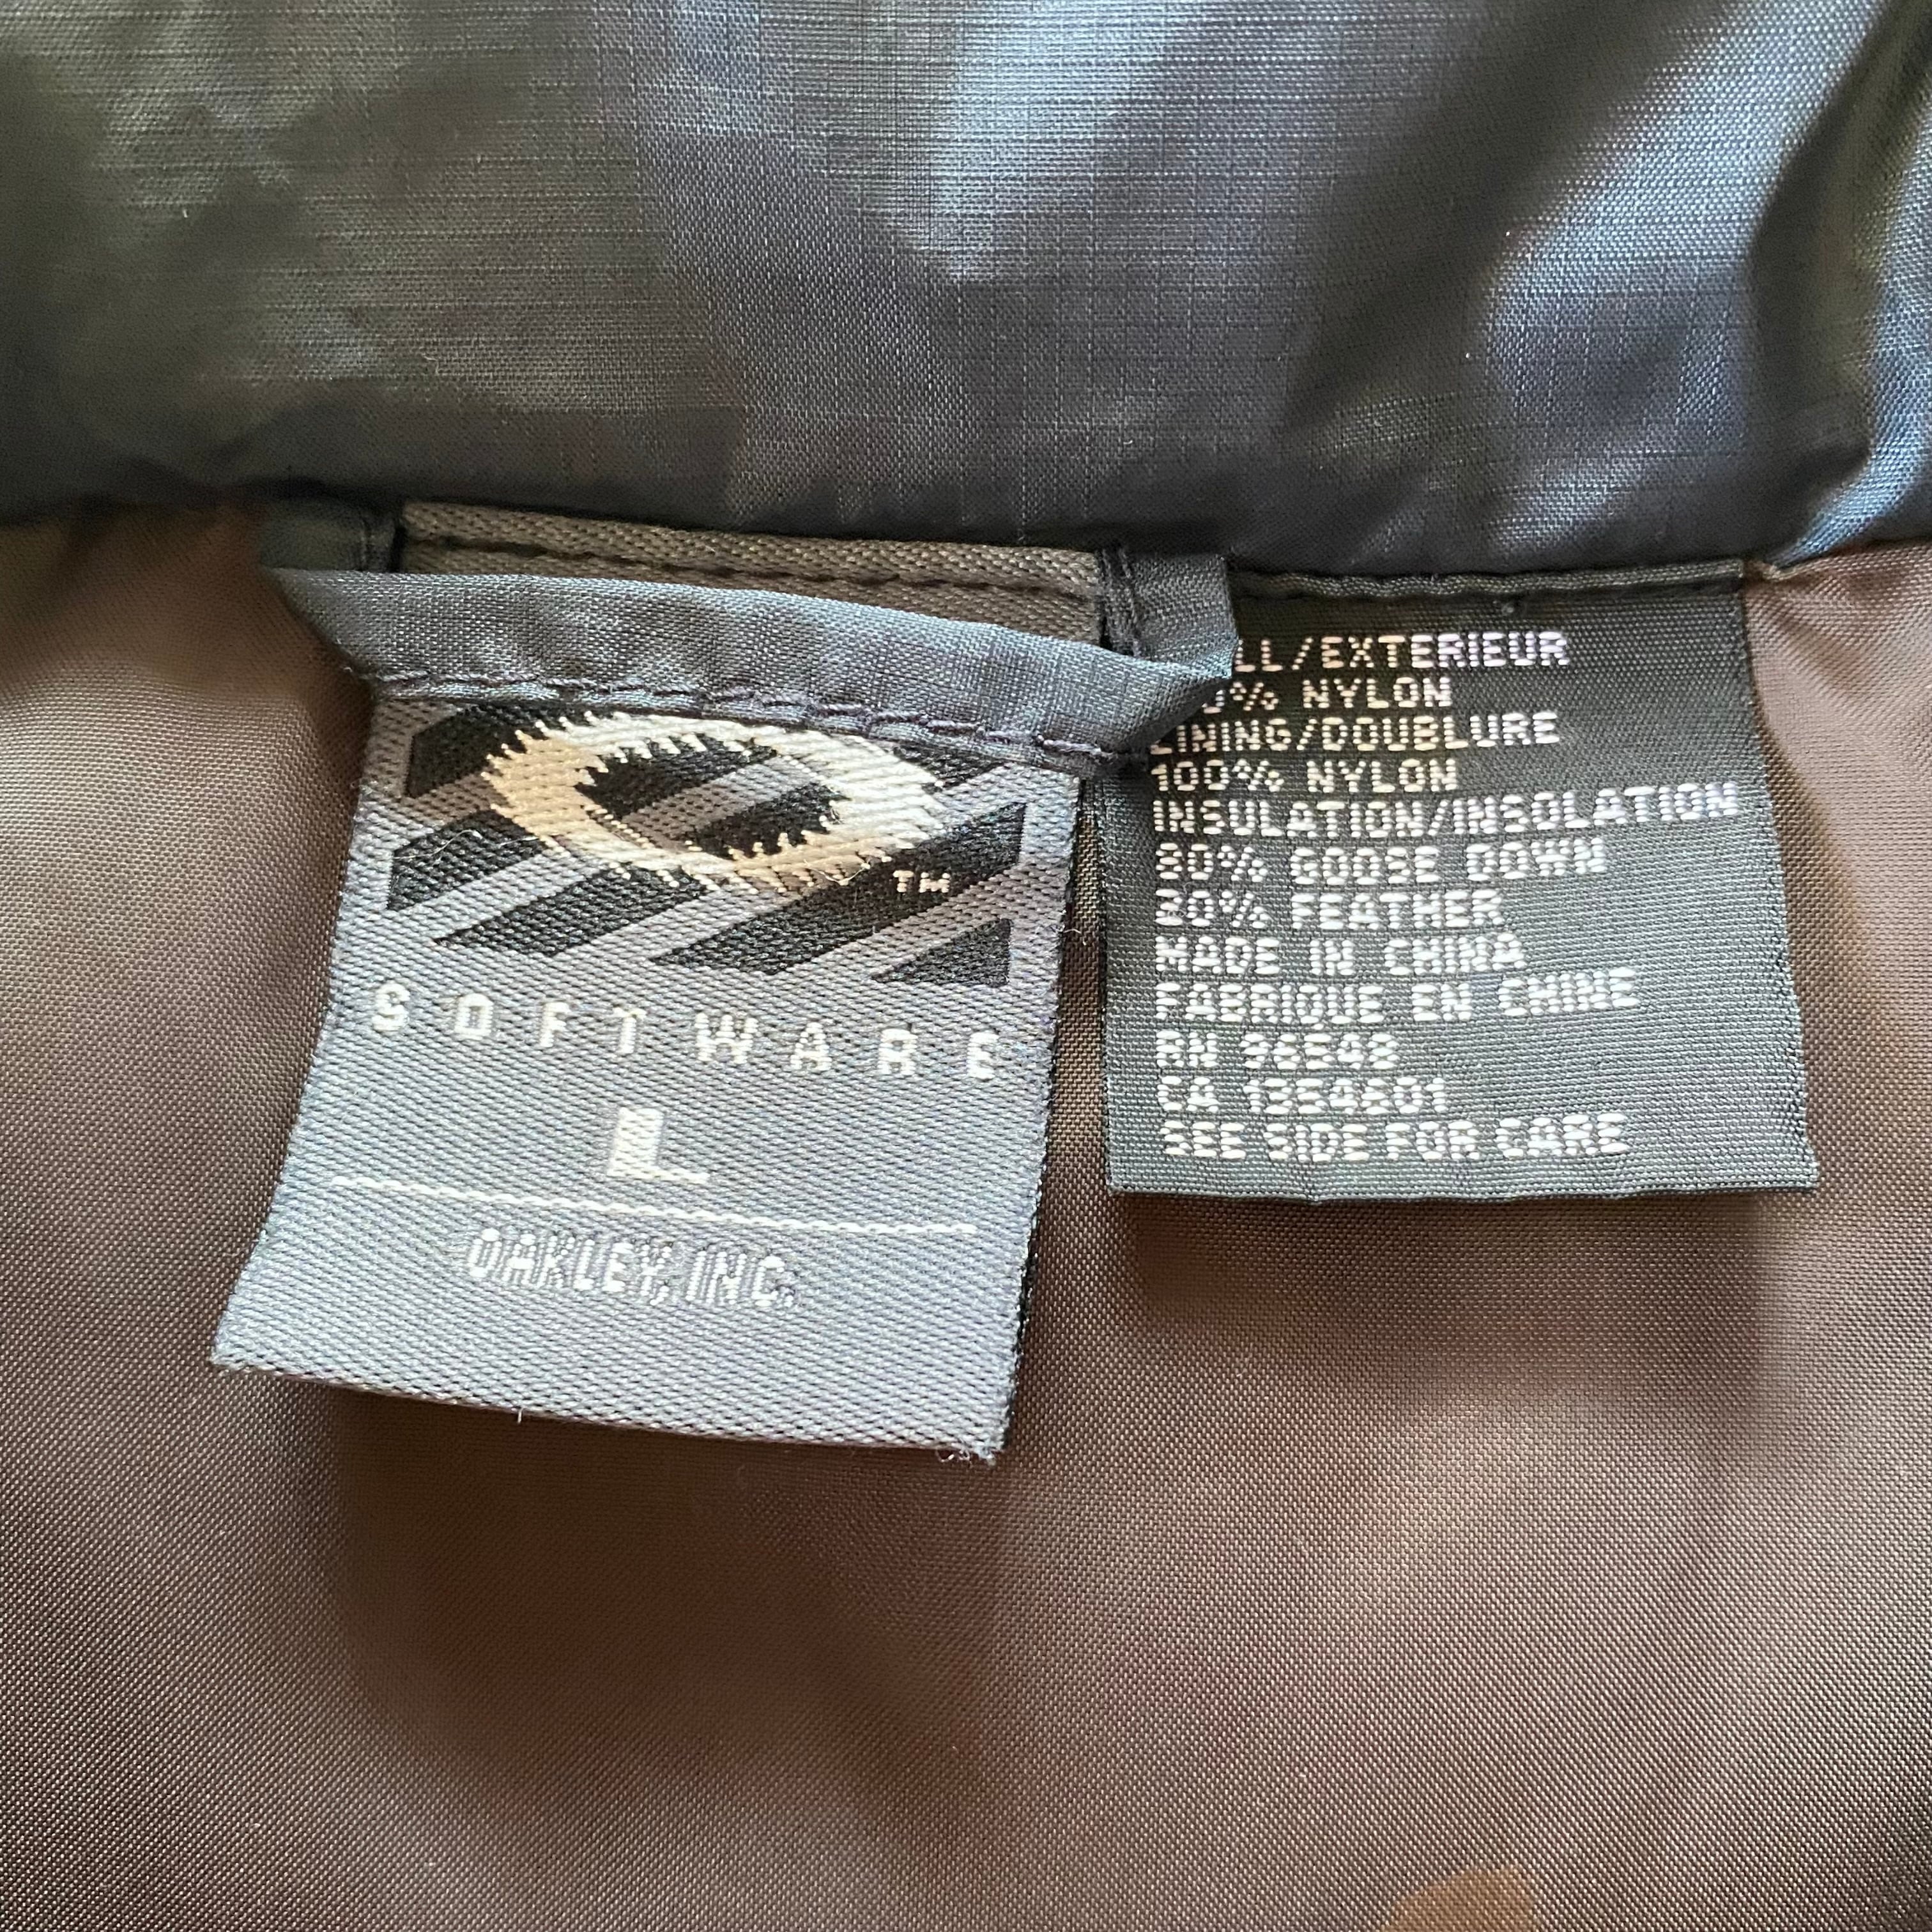 TM
SOFTWARE
L
OAKLEY, INC.
LL/EXTERIEUR
0% NYLON
LINING/DOUBLURE
100% NYLON
INSULATION/INSOLATION
80% GOOSE DOWN
20% FEATHER
MADE IN CHINA
FABRIQUE EN CHINE
RN 96548
CA 1354601
SEE SIDE FOR CARE